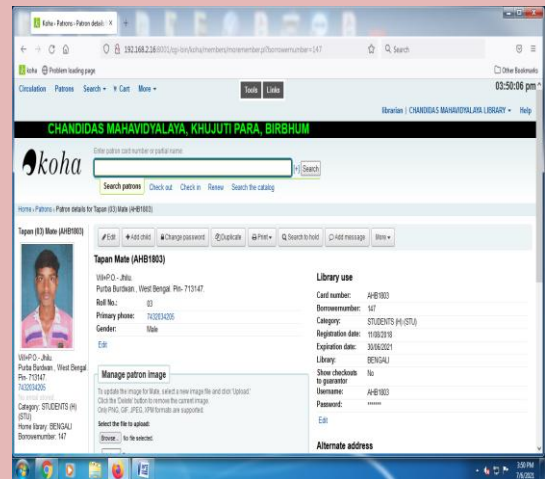 Koha › Patrons › Patron details ×
192.168.2.16:8001/cgi-bin/koha/members/moremember.pl?borrowernumber=147
Search
koha Problem loading page
Other Bookmarks
Circulation Patrons Search Cart More
Tools Links
03:50:06 pm
librarian | CHANDIDAS MAHAVIDYALAYA LIBRARY Help
CHANDIDAS MAHAVIDYALAYA, KHUJUTI PARA, BIRBHUM
koha
Enter patron card number or partial name:
[+] Search
Search patrons Check out Check in Renew Search the catalog
Home › Patrons › Patron details for Tapan (03) Mate (AHB1803)
Tapan (03) Mate (AHB1803)
Vill+P.O.- Jhilu.
Purba Burdwan , West Bengal.
Pin- 713147.
7432034205
Category: STUDENTS (H)
(STU)
Home library: BENGALI
Borrowernumber: 147
Edit + Add child Change password Duplicate Print Search to hold Add message More
Tapan Mate (AHB1803)
Vill+P.O.- Jhilu.
Purba Burdwan , West Bengal. Pin- 713147.
Roll No.: 03
Primary phone: 7432034205
Gender: Male
Edit
Manage patron image
To update the image for Mate, select a new image file and click 'Upload.'
Click the 'Delete' button to remove the current image.
Only PNG, GIF, JPEG, XPM formats are supported.
Select the file to upload:
Browse... No file selected.
Library use
Card number: AHB1803
Borrowernumber: 147
Category: STUDENTS (H) (STU)
Registration date: 11/08/2018
Expiration date: 30/06/2021
Library: BENGALI
Show checkouts No
to guarantor
Username: AHB1803
Password: *******
Edit
Alternate address
3:50 PM
7/6/2021